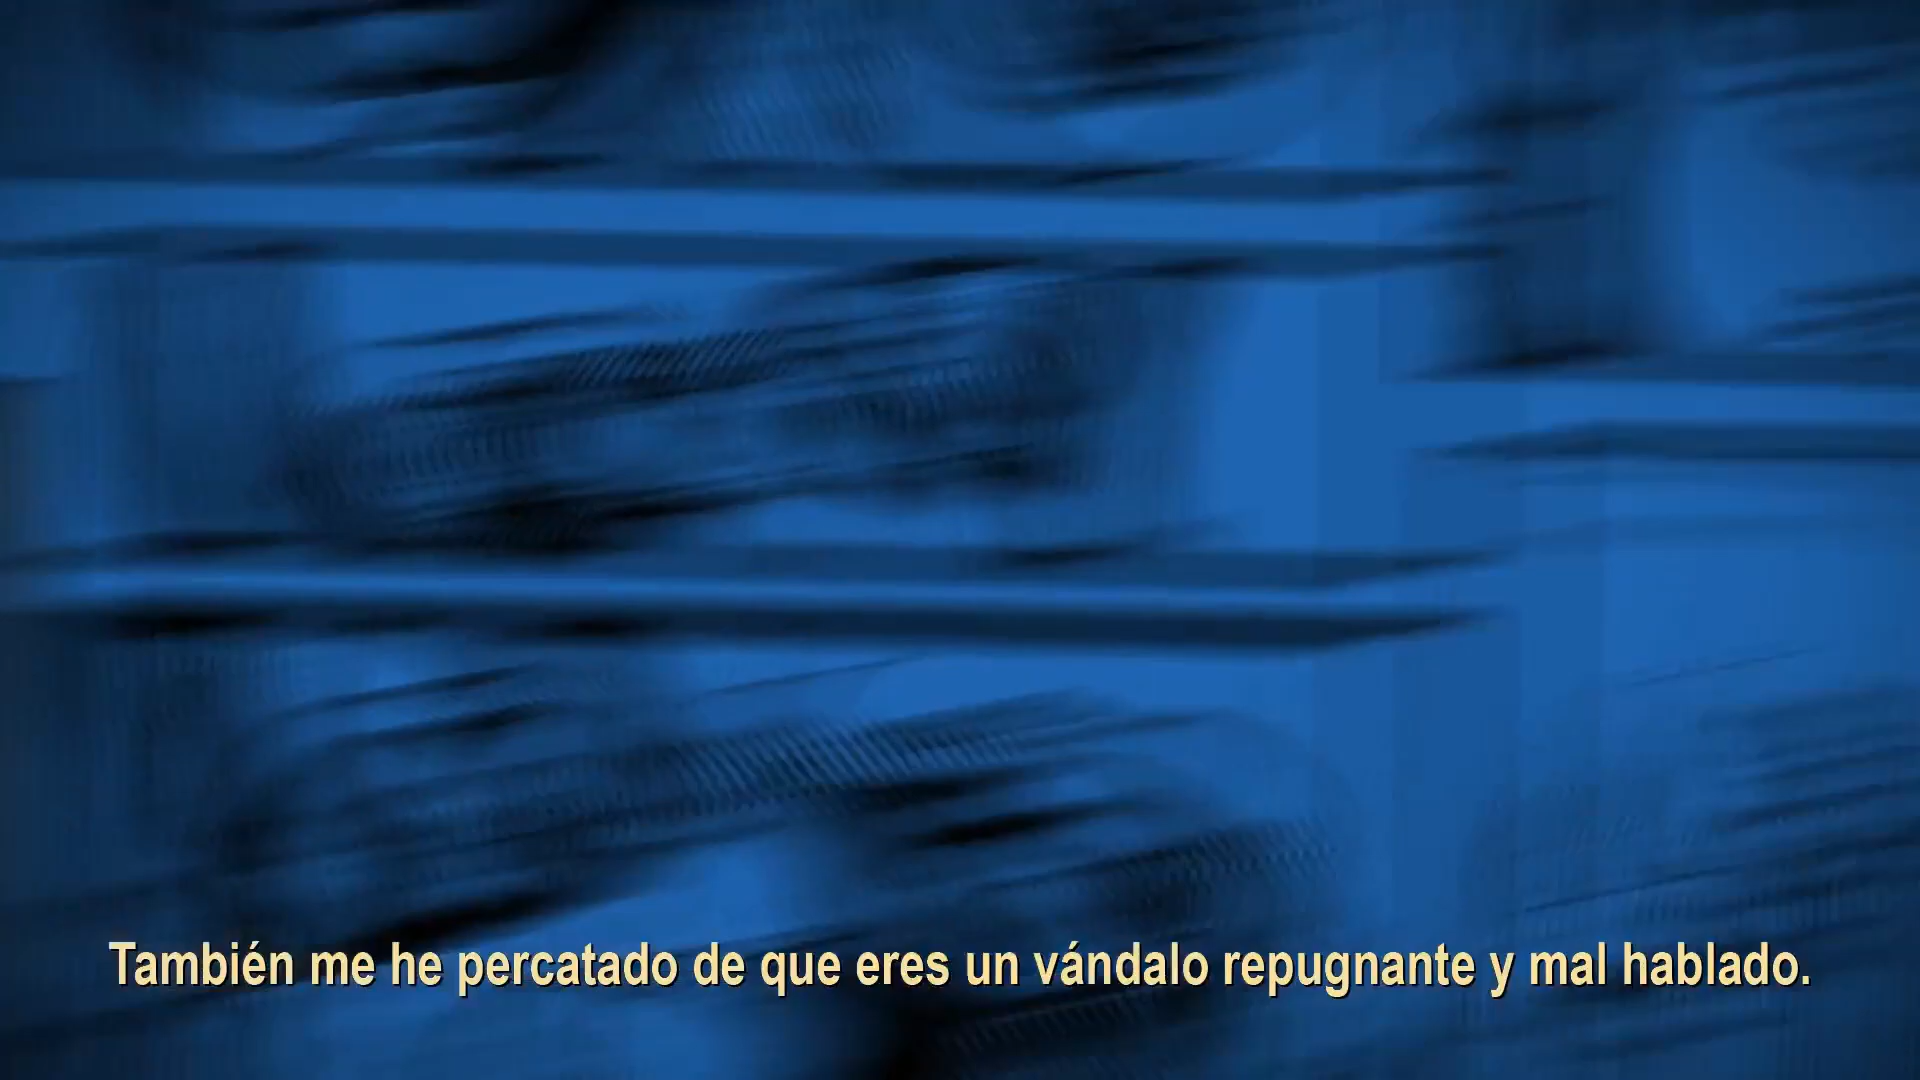 También me he percatado de que eres un vándalo repugnante y mal hablado.